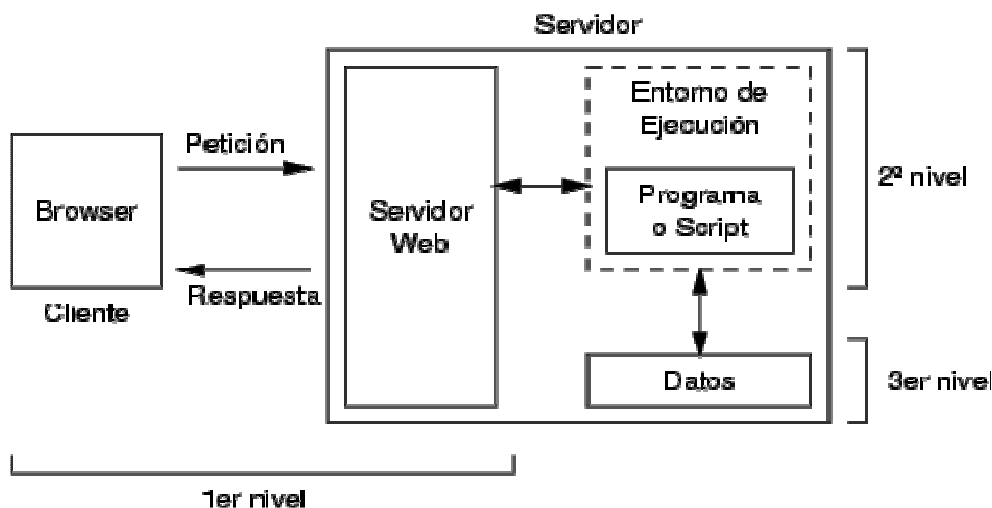 Servidor
Entorno de
Ejecución
Petición
Browser
Servidor
Web
Programa
o Script
2º nivel
Respuesta
Cliente
Datos
3er nivel
1er nivel